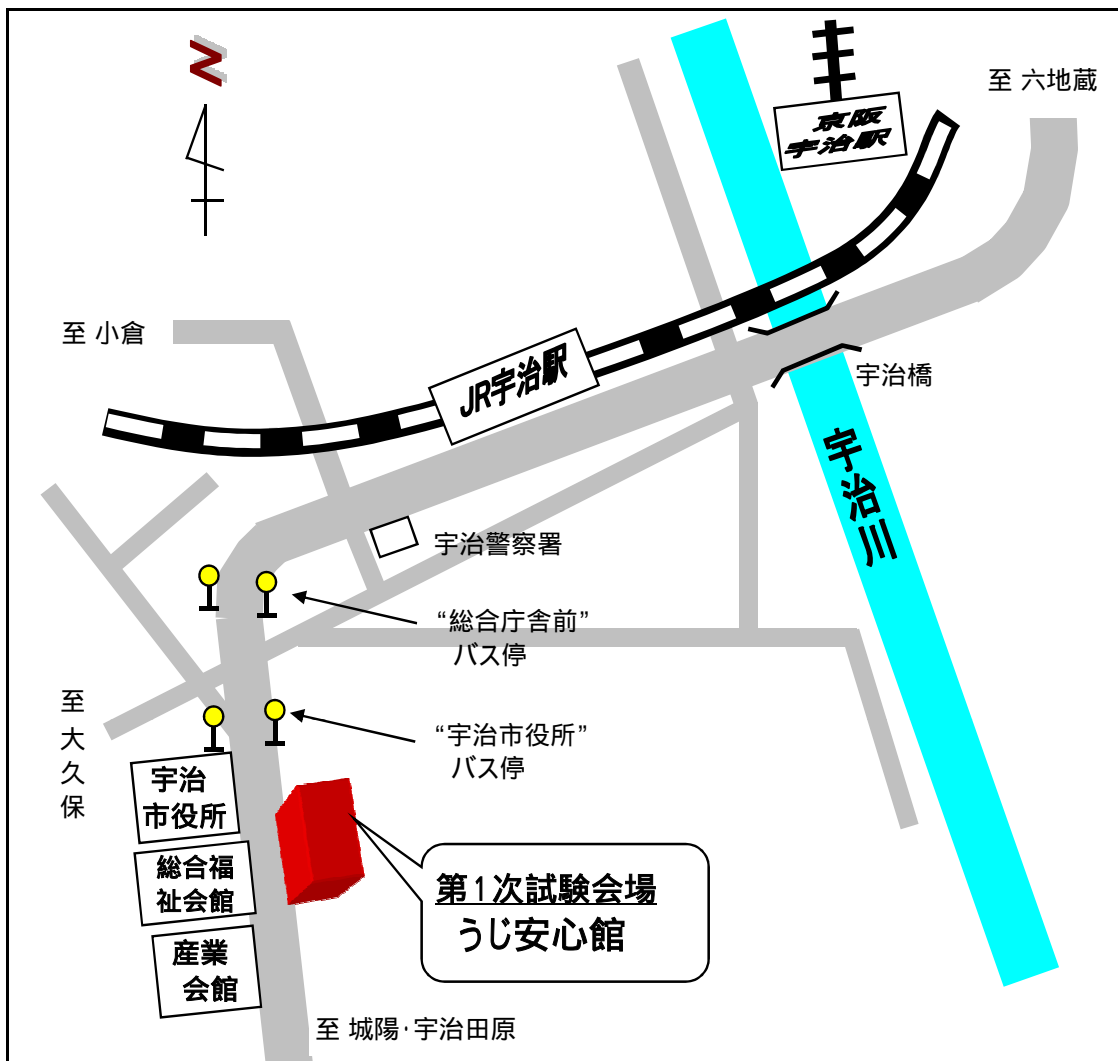 N
至 六地蔵
京阪
宇治駅
至 小倉
JR宇治駅
宇治橋
宇治川
宇治警察署
“総合庁舎前”
バス停
至 大久保
“宇治市役所”
バス停
宇治
市役所
総合福
祉会館
第1次試験会場
うじ安心館
産業
会館
至 城陽・宇治田原